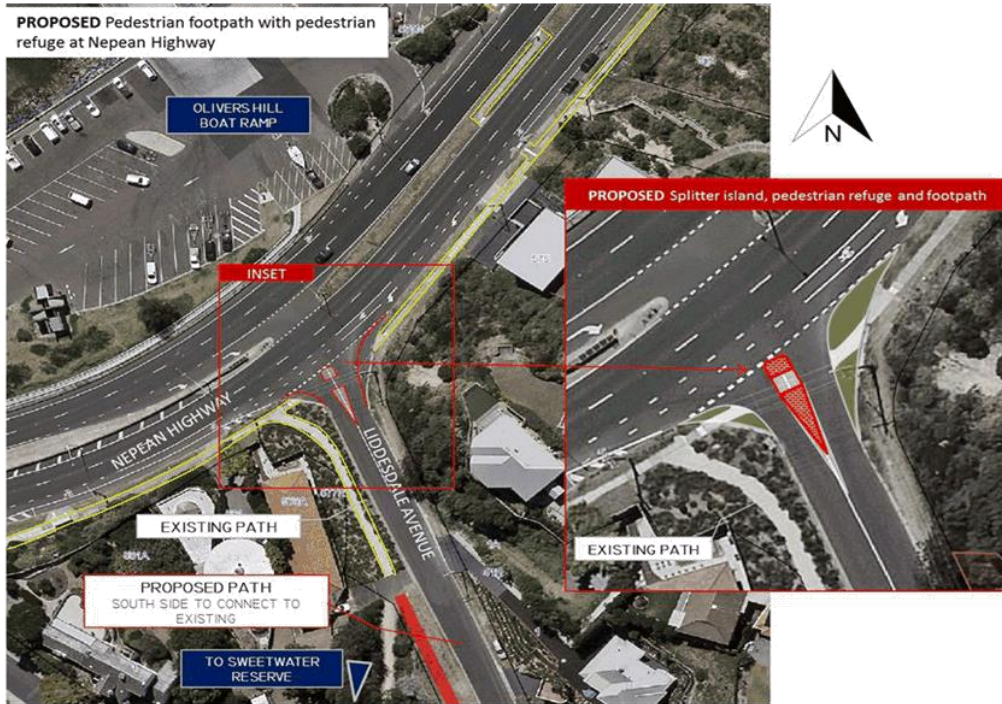 PROPOSED Pedestrian footpath with pedestrian
refuge at Nepean Highway
OLIVERS HILL
BOAT RAMP
N
PROPOSED Splitter island, pedestrian refuge and footpath
INSET
NEPEAN HIGHWAY
LIDDESDALE AVENUE
EXISTING PATH
EXISTING PATH
PROPOSED PATH
SOUTH SIDE TO CONNECT TO
EXISTING
TO SWEETWATER
RESERVE